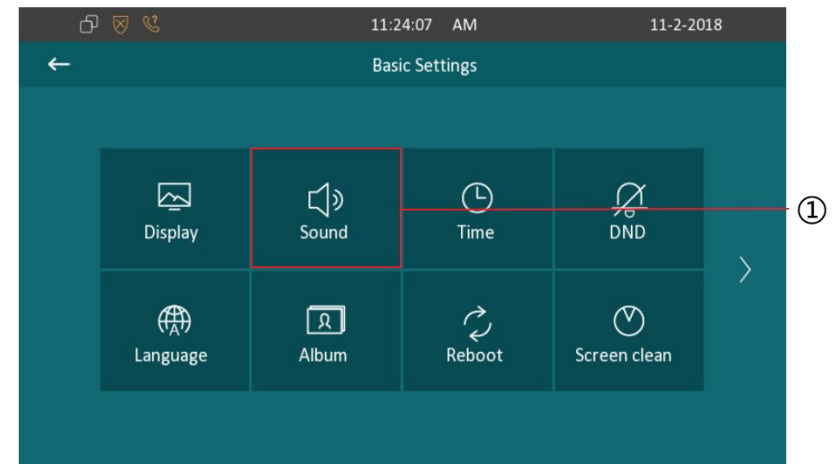 11:24:07 AM 11-2-2018
Basic Settings
①
Display Sound Time DND
Language Album Reboot Screen clean